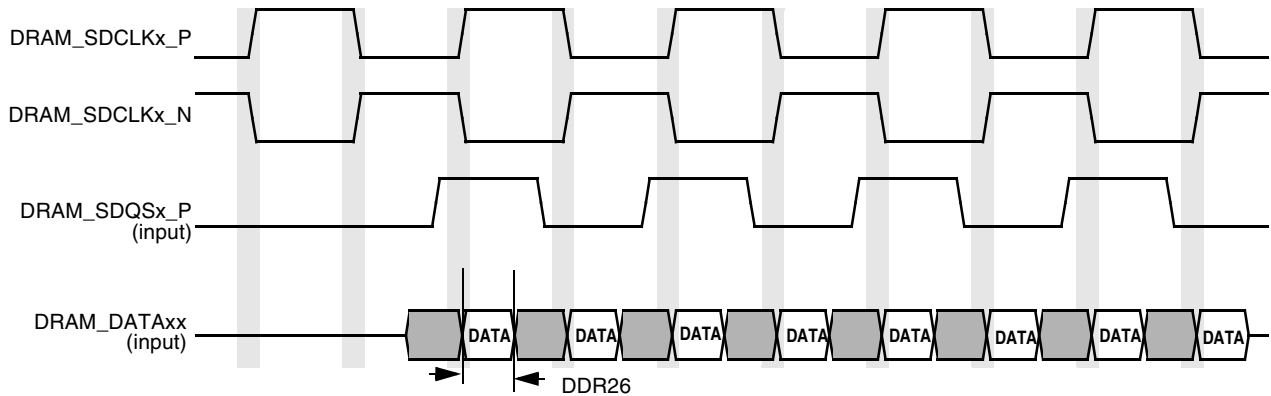 DRAM_SDCLKx_P
DRAM_SDCLKx_N
DRAM_SDQSx_P
(input)
DRAM_DATAxx
(input)
DATA DATA DATA DATA DATA DATA DATA DATA
DDR26